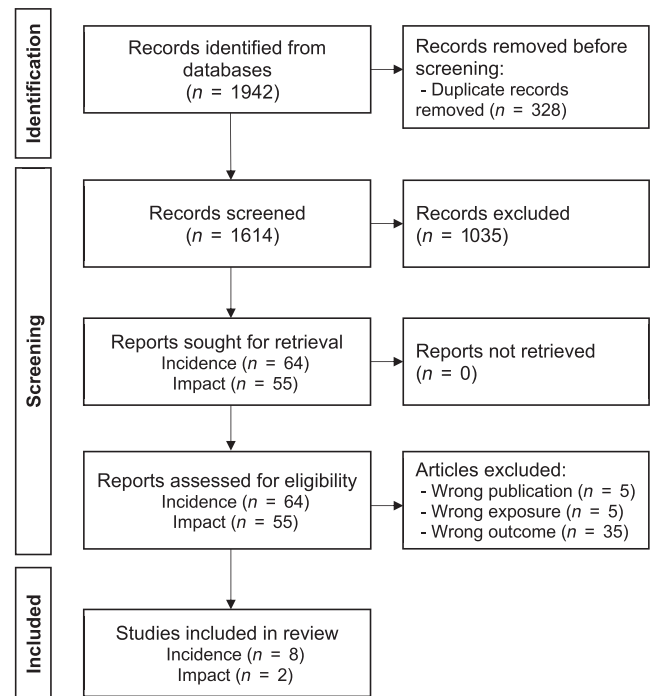 Identification
Records identified from
databases
(n = 1942)
Records removed before
screening:
- Duplicate records
removed (n = 328)
Screening
Records screened
(n = 1614)
Records excluded
(n = 1035)
Reports sought for retrieval
Incidence (n = 64)
Impact (n = 55)
Reports not retrieved
(n = 0)
Reports assessed for eligibility
Incidence (n = 64)
Impact (n = 55)
Articles excluded:
- Wrong publication (n = 5)
- Wrong exposure (n = 5)
- Wrong outcome (n = 35)
Included
Studies included in review
Incidence (n = 8)
Impact (n = 2)